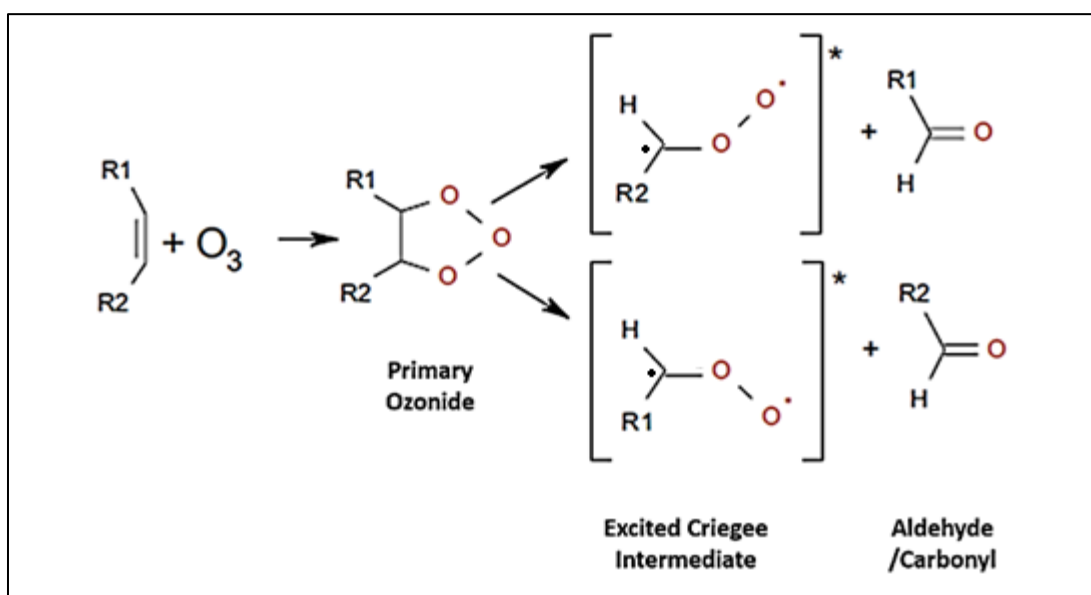 R1
R2
+ O3
R1
R2
O
O
O
Primary
Ozonide
H
R2
O
O
*
+
R1
H
O
H
R1
O
O
*
+
R2
H
O
Excited Criegee
Intermediate
Aldehyde
/Carbonyl